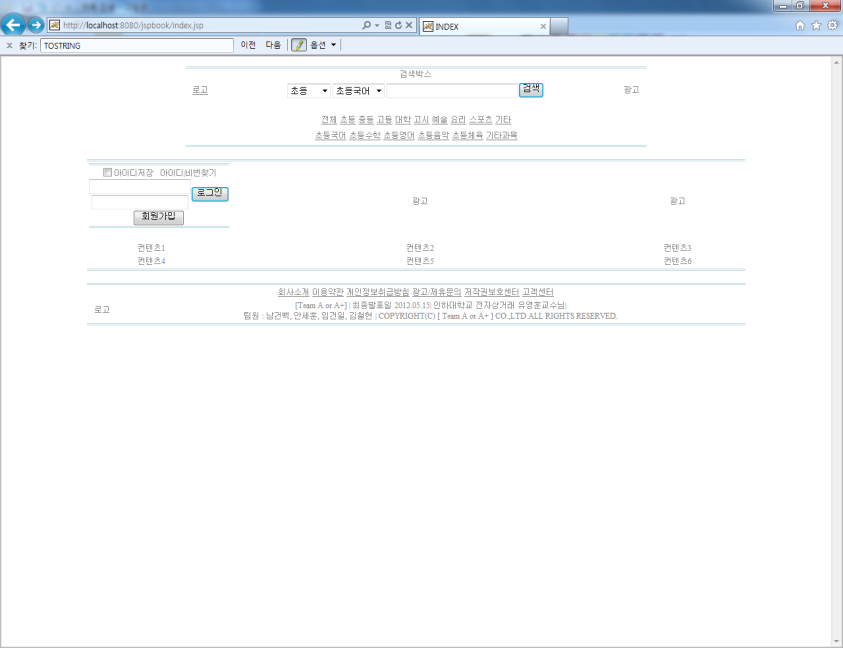 http://localhost:8080/jspbook/index.jsp
INDEX
찾기: TOSTRING 이전 다음 옵션
검색박스
로고 초등 초등국어 검색 광고
전체 초등 중등 고등 대학 고시 예술 요리 스포츠 기타
초등국어 초등수학 초등영어 초등음악 초등체육 기타과목
아이디저장 아이디|비번찾기
로그인
회원가입
광고 광고
컨텐츠1 컨텐츠2 컨텐츠3
컨텐츠4 컨텐츠5 컨텐츠6
회사소개 이용약관 개인정보취급방침 광고/제휴문의 저작권보호센터 고객센터
로고
[Team A or A+] | 최종발표일 2012.05.15| 인하대학교 전자상거래 유영훈교수님|
팀원 : 남건백, 안세훈, 임건일, 김철현 | COPYRIGHT(C) [ Team A or A+ ] CO.,LTD.ALL RIGHTS RESERVED.